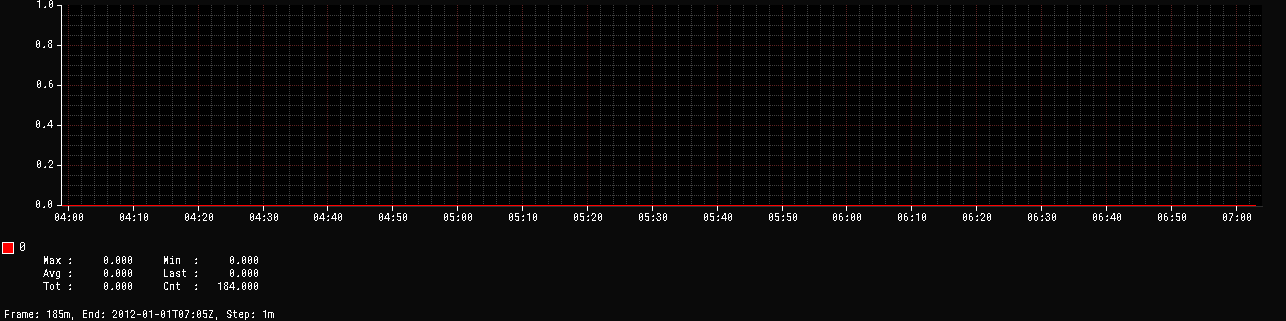 1.0
0.8
0.6
0.4
0.2
0.0
04:00 04:10 04:20 04:30 04:40 04:50 05:00 05:10 05:20 05:30 05:40 05:50 06:00 06:10 06:20 06:30 06:40 06:50 07:00
0
Max : 0.000 Min : 0.000
Avg : 0.000 Last : 0.000
Tot : 0.000 Cnt : 184.000
Frame: 185m, End: 2012-01-01T07:05Z, Step: 1m